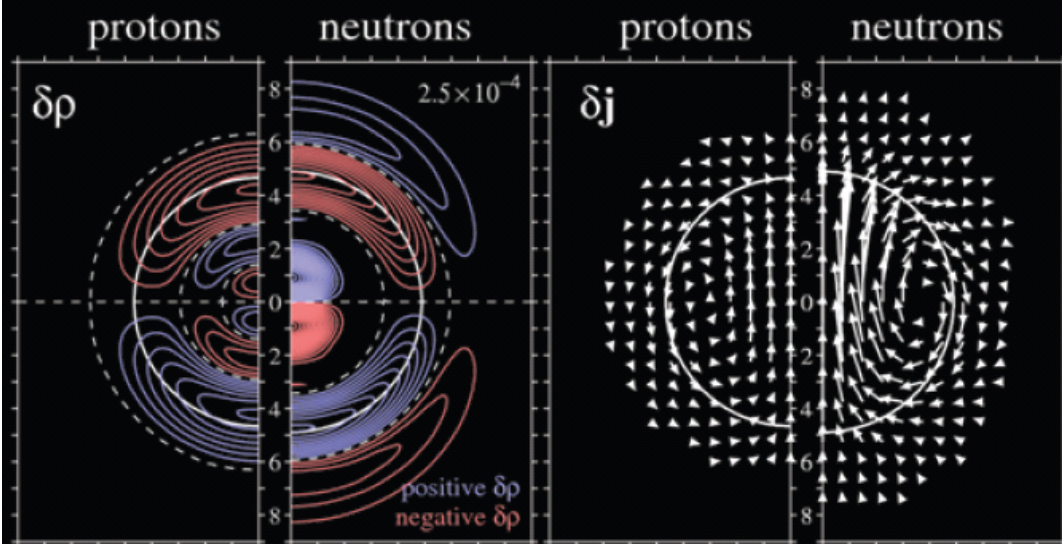 protons neutrons protons neutrons
δρ 2.5×10⁻⁴ δj
8 8
6 6
4 4
2 2
0 0
2 2
4 4
6 6
8 8
positive δρ
negative δρ